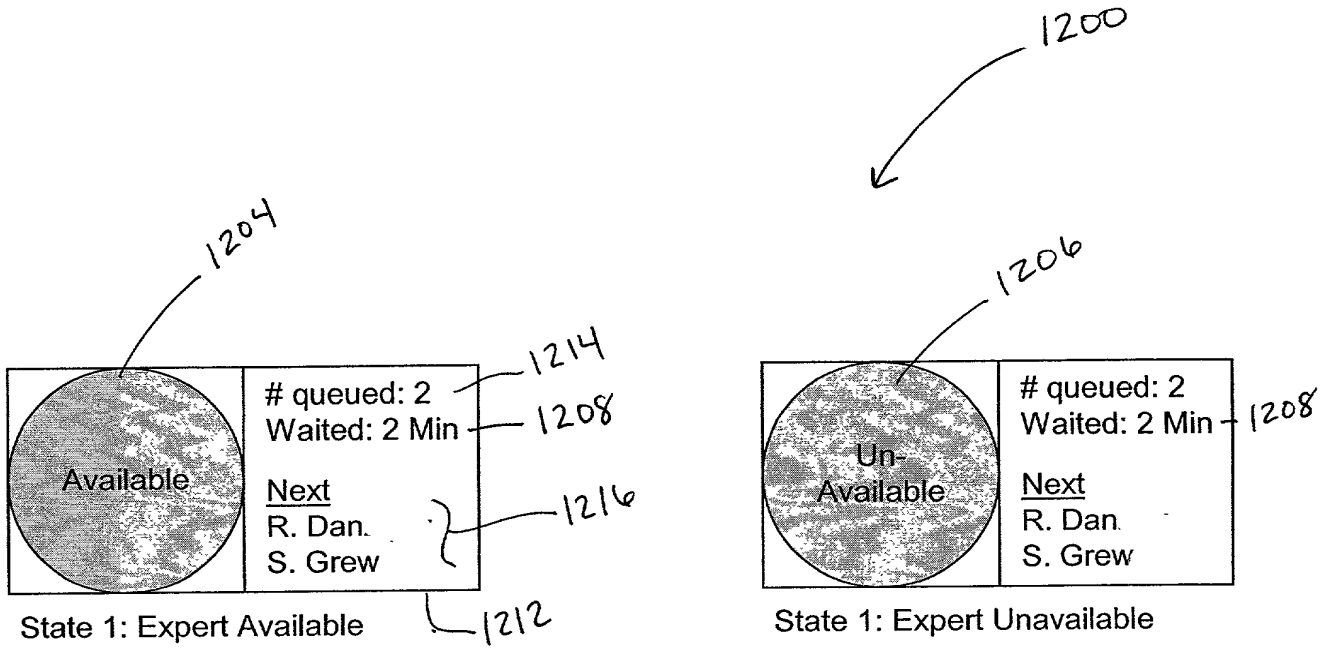 1200
1204
1206
# queued: 2
1214
Waited: 2 Min
1208
Available
Next
R. Dan.
1216
S. Grew
1212
State 1: Expert Available
# queued: 2
Waited: 2 Min
1208
Un-
Available
Next
R. Dan.
S. Grew
State 1: Expert Unavailable